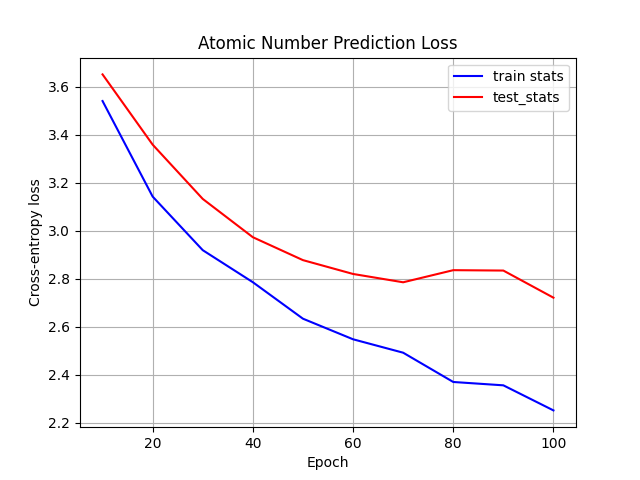 Atomic Number Prediction Loss
train stats
test_stats
3.6
3.4
3.2
3.0
2.8
2.6
2.4
2.2
Cross-entropy loss
20 40 60 80 100
Epoch